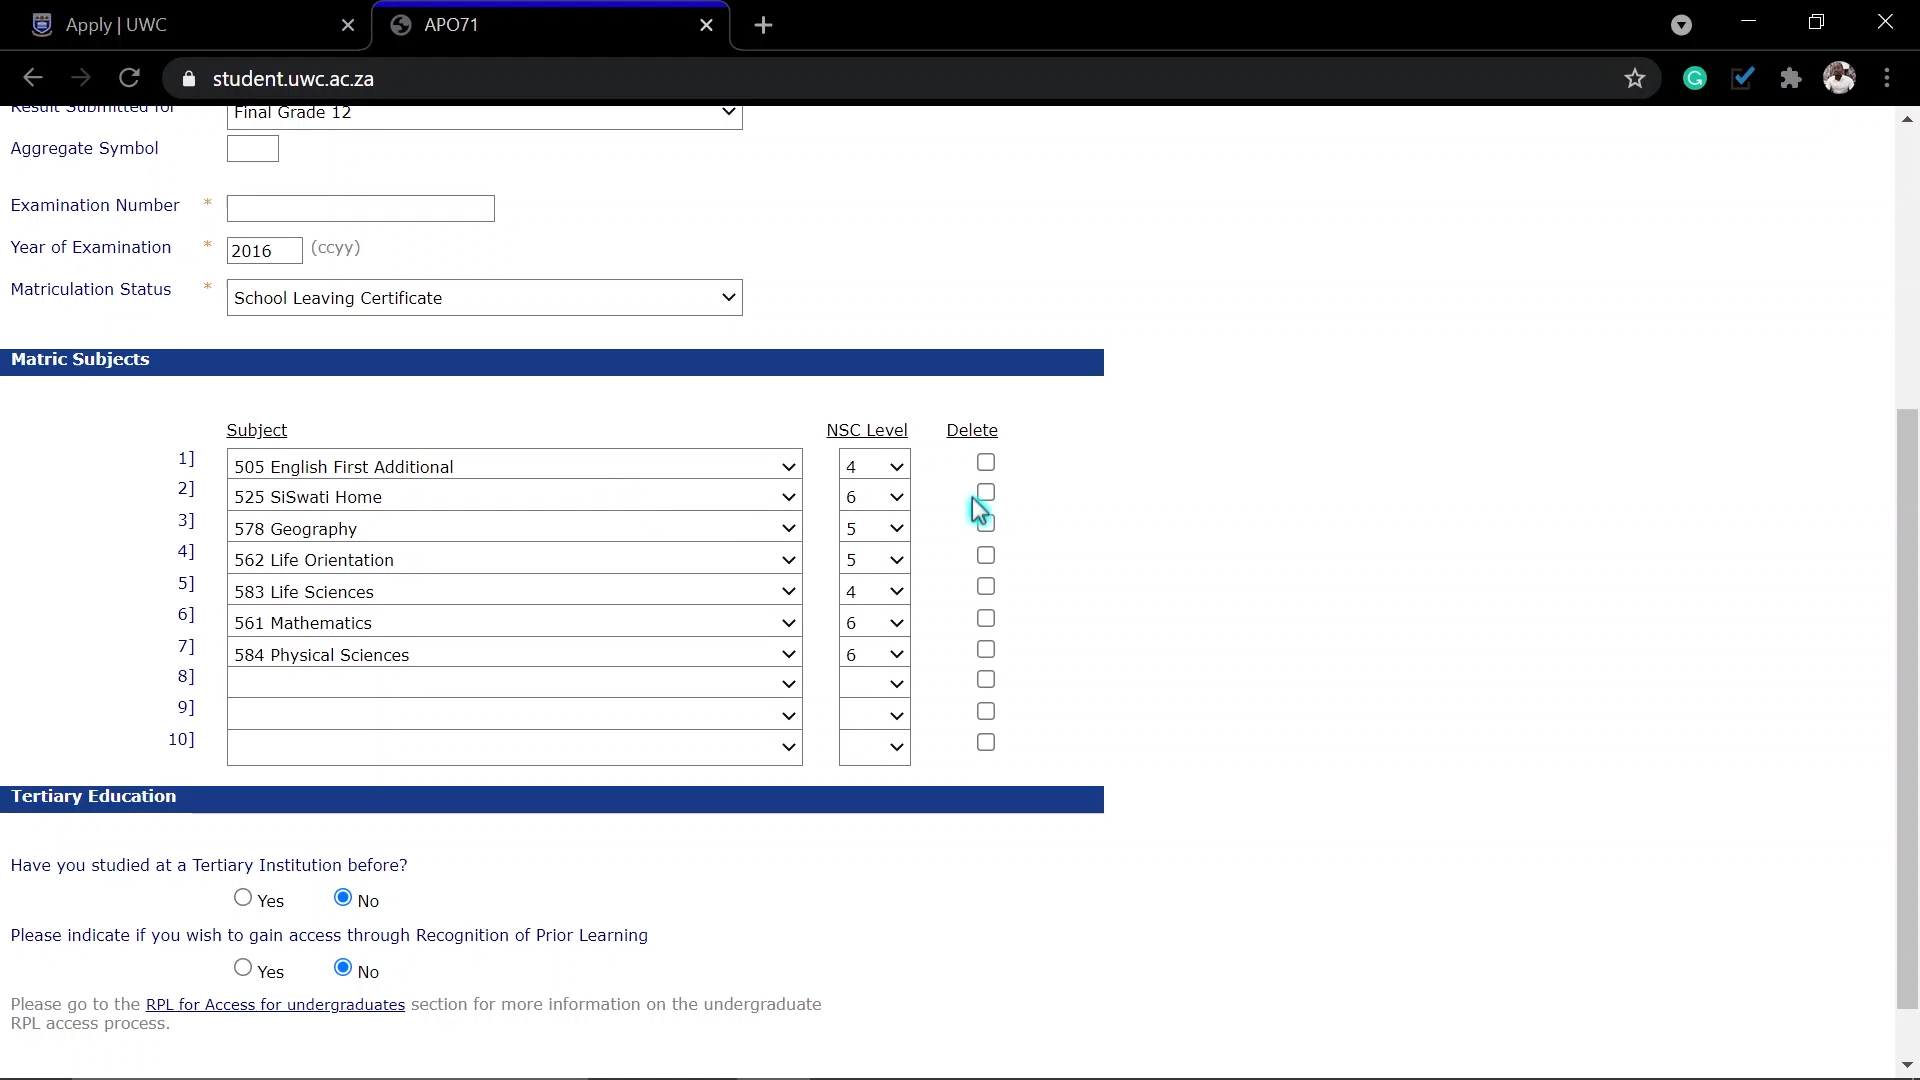 Apply | UWC
APO71
student.uwc.ac.za
Result Submitted for Final Grade 12
Aggregate Symbol
Examination Number *
Year of Examination * 2016 (ccyy)
Matriculation Status * School Leaving Certificate
Matric Subjects
Subject NSC Level Delete
1] 505 English First Additional 4
2] 525 SiSwati Home 6
3] 578 Geography 5
4] 562 Life Orientation 5
5] 583 Life Sciences 4
6] 561 Mathematics 6
7] 584 Physical Sciences 6
8]
9]
10]
Tertiary Education
Have you studied at a Tertiary Institution before?
Yes No
Please indicate if you wish to gain access through Recognition of Prior Learning
Yes No
Please go to the RPL for Access for undergraduates section for more information on the undergraduate
RPL access process.